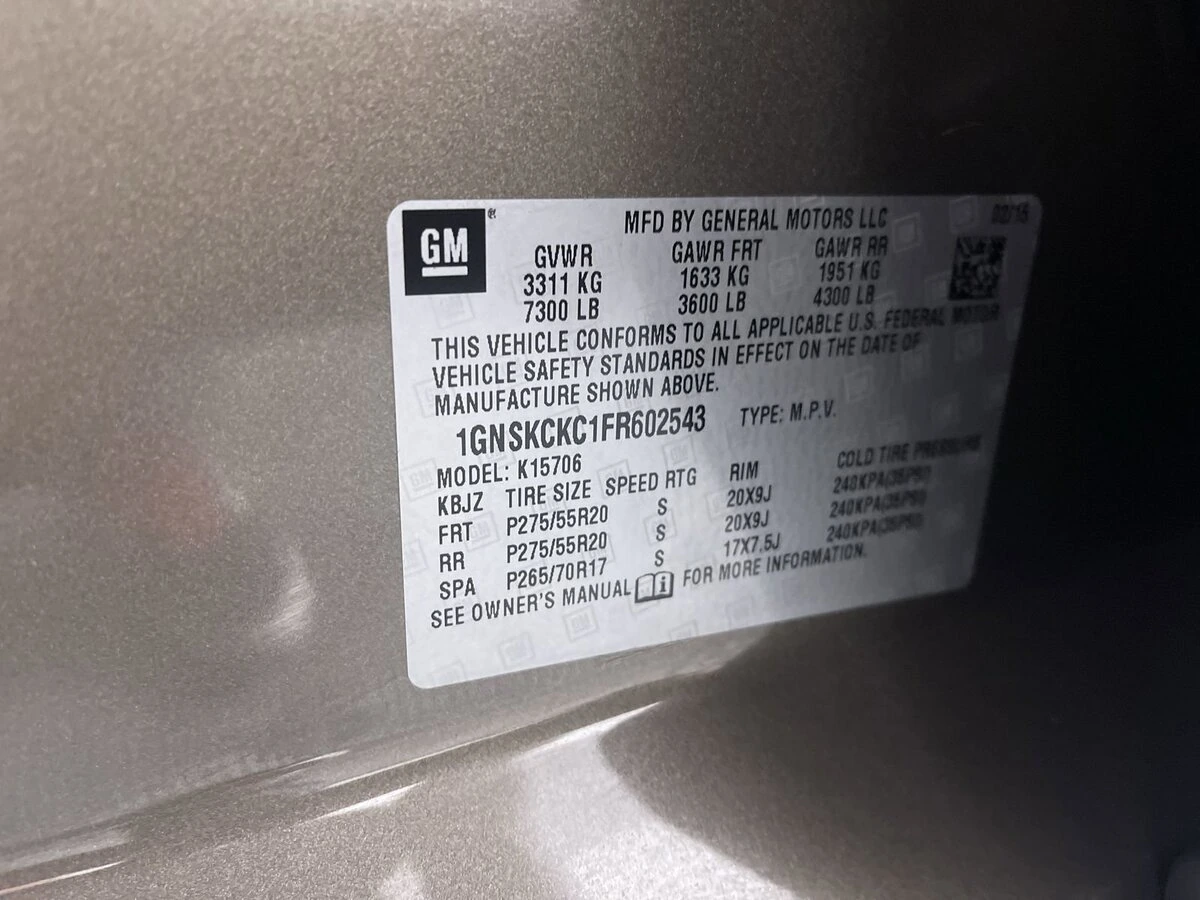 GM ®
MFD BY GENERAL MOTORS LLC 02/15
GVWR GAWR FRT GAWR RR
3311 KG 1633 KG 1951 KG
7300 LB 3600 LB 4300 LB
THIS VEHICLE CONFORMS TO ALL APPLICABLE U.S. FEDERAL MOTOR
VEHICLE SAFETY STANDARDS IN EFFECT ON THE DATE OF
MANUFACTURE SHOWN ABOVE.
1GNSKCKC1FR602543 TYPE: M.P.V.
MODEL: K15706
KBJZ TIRE SIZE SPEED RTG RIM COLD TIRE PRESSURE
FRT P275/55R20 S 20X9J 240KPA(35PSI)
RR P275/55R20 S 20X9J 240KPA(35PSI)
SPA P265/70R17 S 17X7.5J 240KPA(35PSI)
SEE OWNER'S MANUAL i FOR MORE INFORMATION.